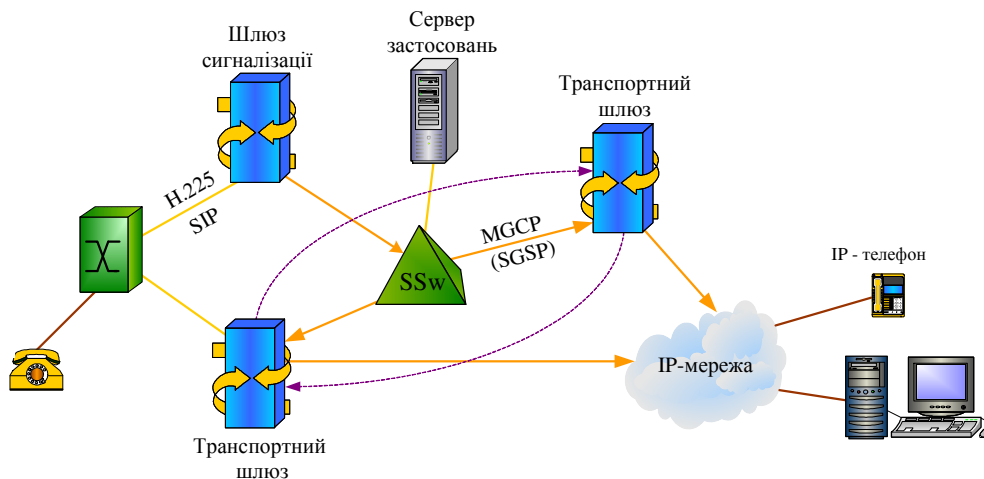 Шлюз
сигналізації
Сервер
застосовань
Транспортний
шлюз
H.225
SIP
MGCP
(SGSP)
SSw
IP - телефон
IP-мережа
Транспортний
шлюз